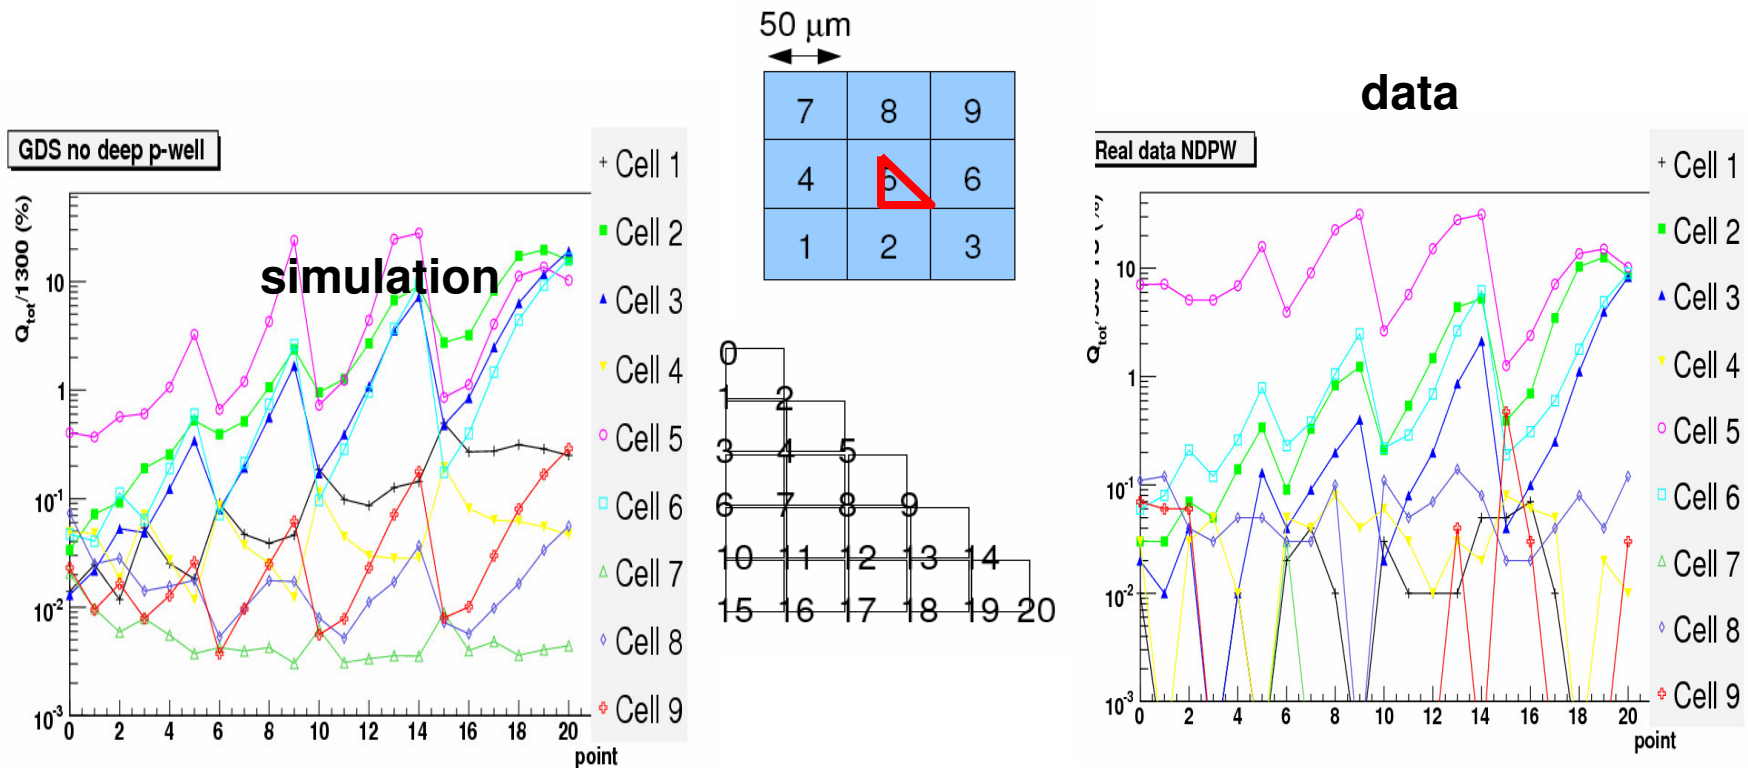 50 μm
data
7 8 9
4 5 6
1 2 3
GDS no deep p-well
simulation
Qtot/1300 (%)
10
1
10-1
10-2
10-3
0 2 4 6 8 10 12 14 16 18 20
point
Cell 1
Cell 2
Cell 3
Cell 4
Cell 5
Cell 6
Cell 7
Cell 8
Cell 9
0
1 2
3 4 5
6 7 8 9
10 11 12 13 14
15 16 17 18 19 20
Real data NDPW
10
1
10-1
10-2
10-3
0 2 4 6 8 10 12 14 16 18 20
point
Cell 1
Cell 2
Cell 3
Cell 4
Cell 5
Cell 6
Cell 7
Cell 8
Cell 9